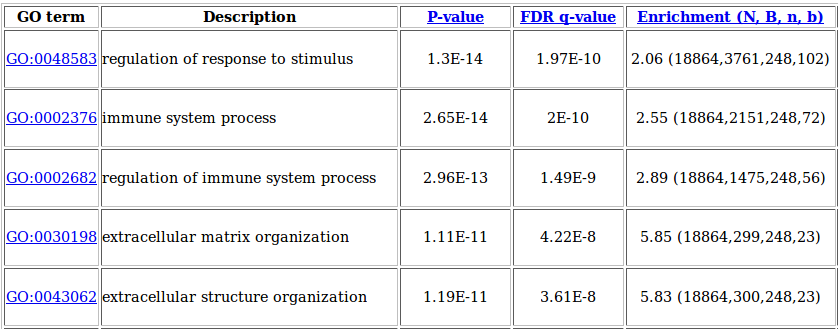 GO term Description P-value FDR q-value Enrichment (N, B, n, b)
GO:0048583 regulation of response to stimulus 1.3E-14 1.97E-10 2.06 (18864,3761,248,102)
GO:0002376 immune system process 2.65E-14 2E-10 2.55 (18864,2151,248,72)
GO:0002682 regulation of immune system process 2.96E-13 1.49E-9 2.89 (18864,1475,248,56)
GO:0030198 extracellular matrix organization 1.11E-11 4.22E-8 5.85 (18864,299,248,23)
GO:0043062 extracellular structure organization 1.19E-11 3.61E-8 5.83 (18864,300,248,23)